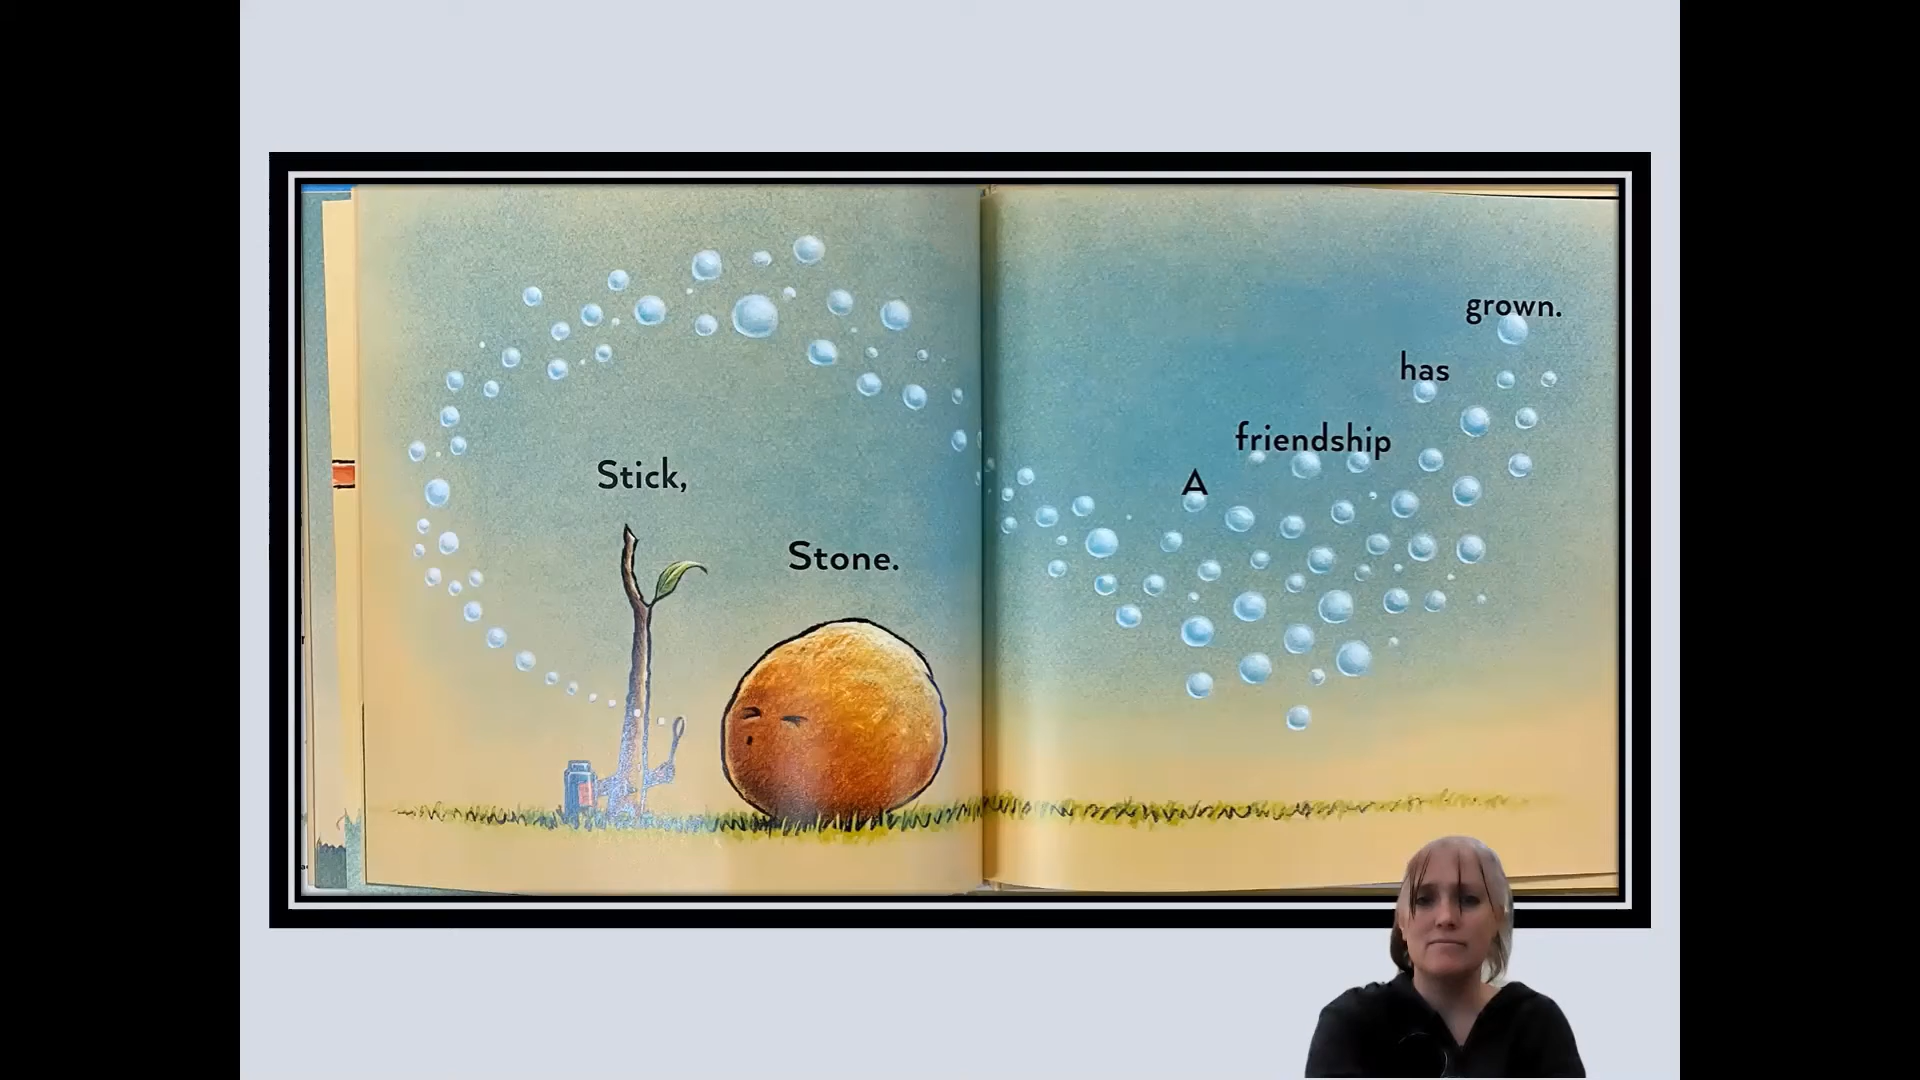 Stick,
Stone.
A
friendship
has
grown.